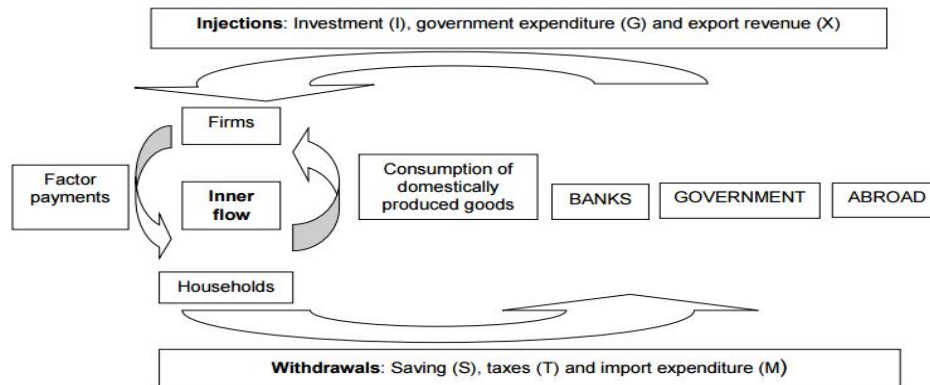 Injections: Investment (I), government expenditure (G) and export revenue (X)
Firms
Factor
payments
Inner
flow
Consumption of
domestically
produced goods
BANKS
GOVERNMENT
ABROAD
Households
Withdrawals: Saving (S), taxes (T) and import expenditure (M)